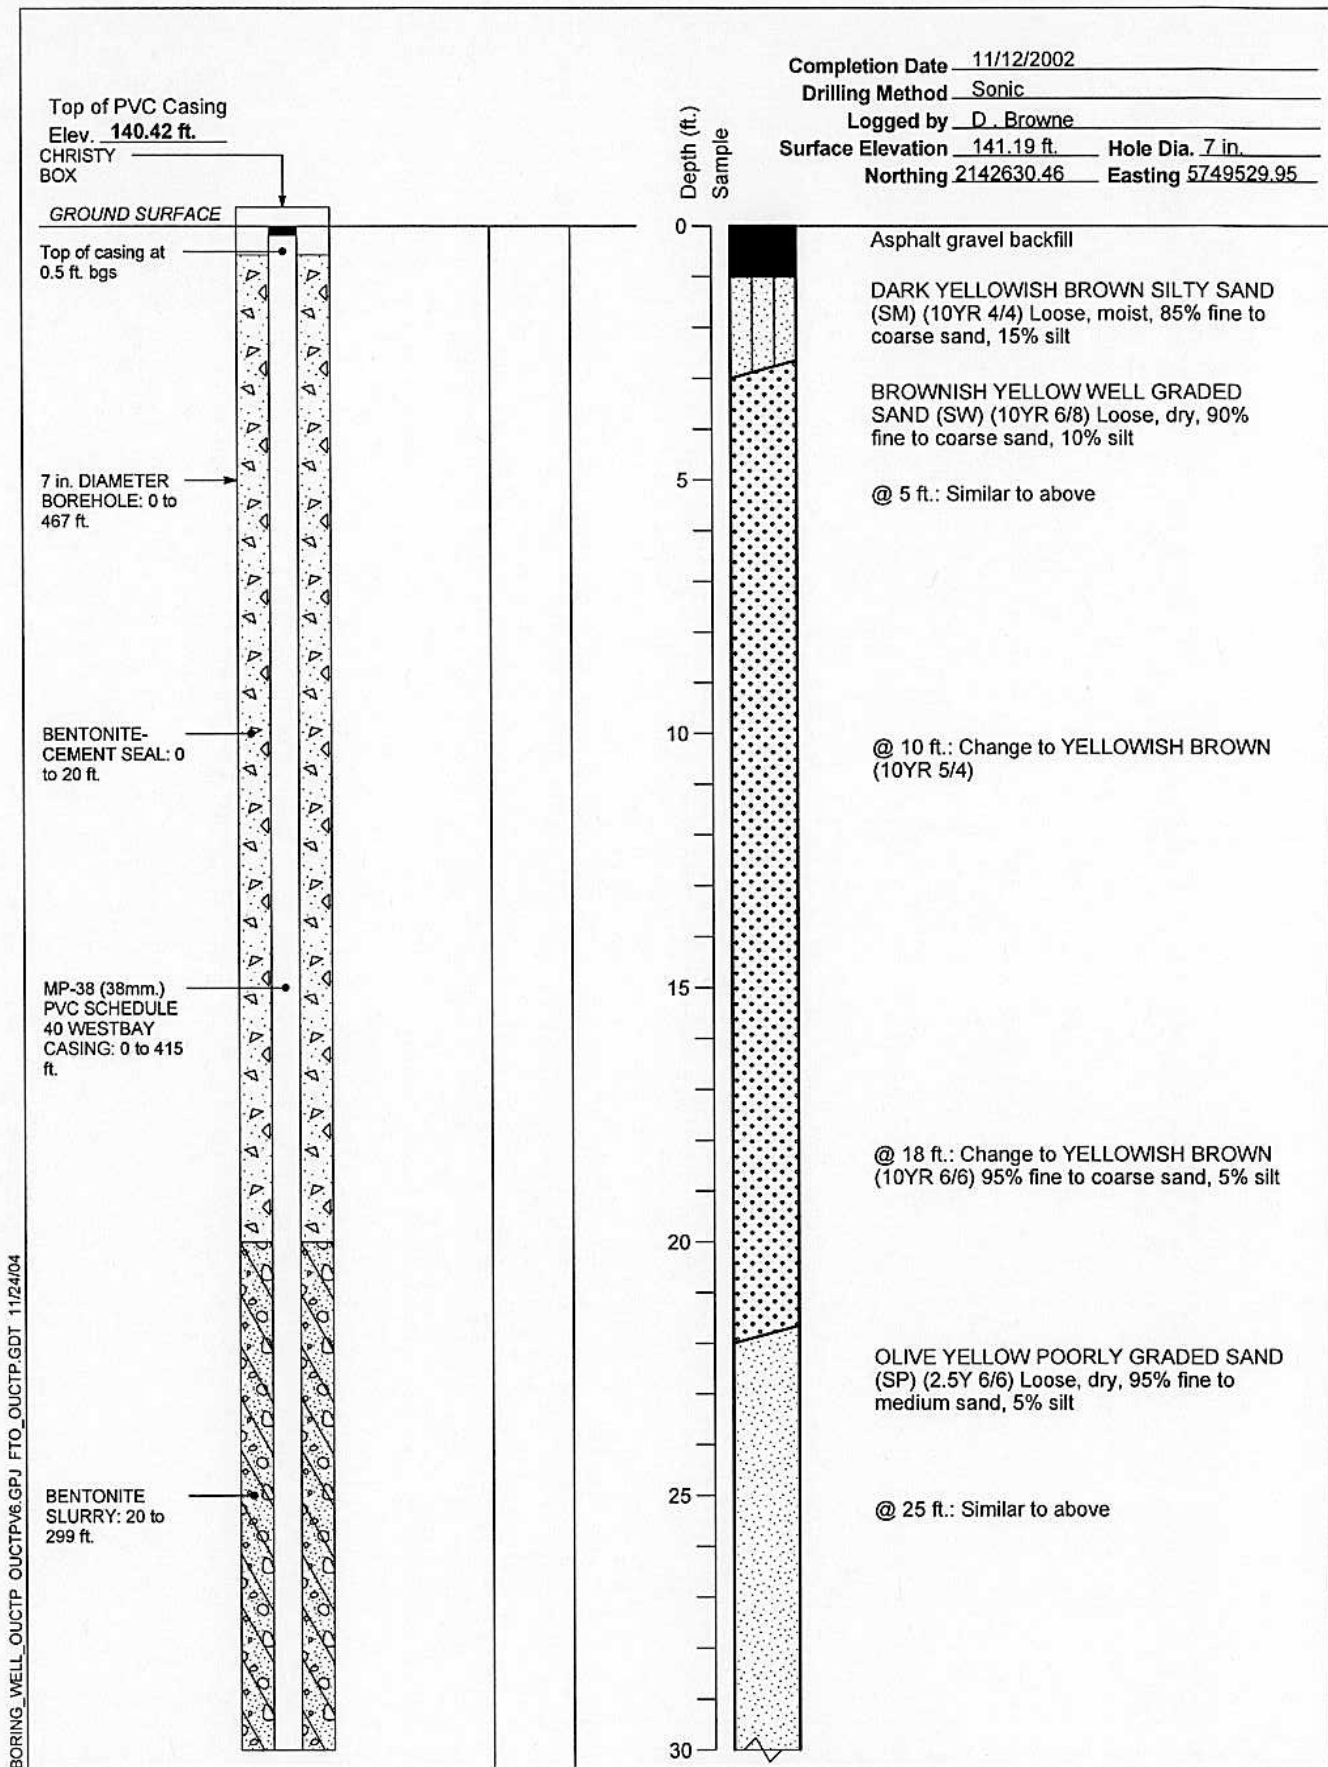 Completion Date 11/12/2002
Drilling Method Sonic
Logged by D . Browne
Surface Elevation 141.19 ft. Hole Dia. 7 in.
Northing 2142630.46 Easting 5749529.95
Top of PVC Casing
Elev. 140.42 ft.
CHRISTY
BOX
GROUND SURFACE
Top of casing at
0.5 ft. bgs
7 in. DIAMETER
BOREHOLE: 0 to
467 ft.
BENTONITE-
CEMENT SEAL: 0
to 20 ft.
MP-38 (38mm.)
PVC SCHEDULE
40 WESTBAY
CASING: 0 to 415
ft.
BENTONITE
SLURRY: 20 to
299 ft.
Depth (ft.)
Sample
0
5
10
15
20
25
30
Asphalt gravel backfill
DARK YELLOWISH BROWN SILTY SAND
(SM) (10YR 4/4) Loose, moist, 85% fine to
coarse sand, 15% silt
BROWNISH YELLOW WELL GRADED
SAND (SW) (10YR 6/8) Loose, dry, 90%
fine to coarse sand, 10% silt
@ 5 ft.: Similar to above
@ 10 ft.: Change to YELLOWISH BROWN
(10YR 5/4)
@ 18 ft.: Change to YELLOWISH BROWN
(10YR 6/6) 95% fine to coarse sand, 5% silt
OLIVE YELLOW POORLY GRADED SAND
(SP) (2.5Y 6/6) Loose, dry, 95% fine to
medium sand, 5% silt
@ 25 ft.: Similar to above
BORING_WELL_OUCTP OUCTPV6.GPJ FTO_OUCTP.GDT 11/24/04